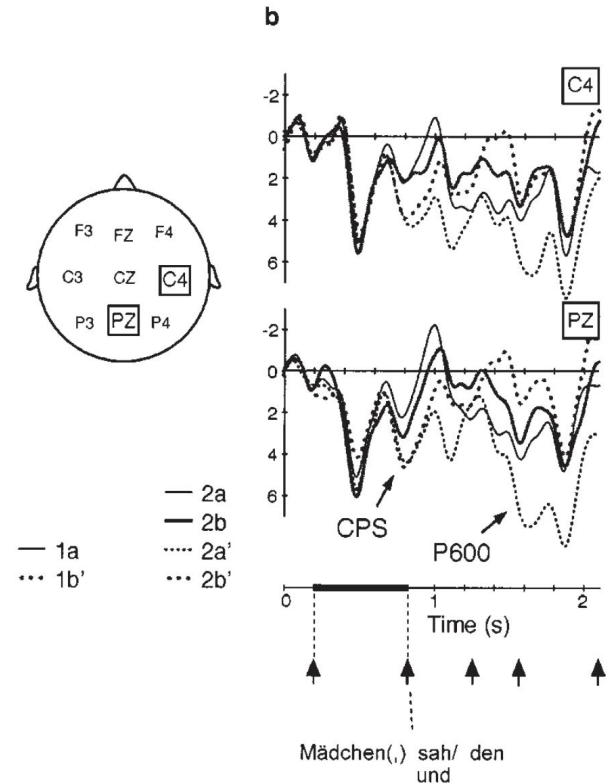 b
C4
-2
0
2
4
6
PZ
-2
0
2
4
6
CPS
P600
F3 FZ F4
C3 CZ C4
P3 PZ P4
2a
2b
1a 2a'
1b' 2b'
0 1 2
Time (s)
Mädchen(,) sah/ den
und